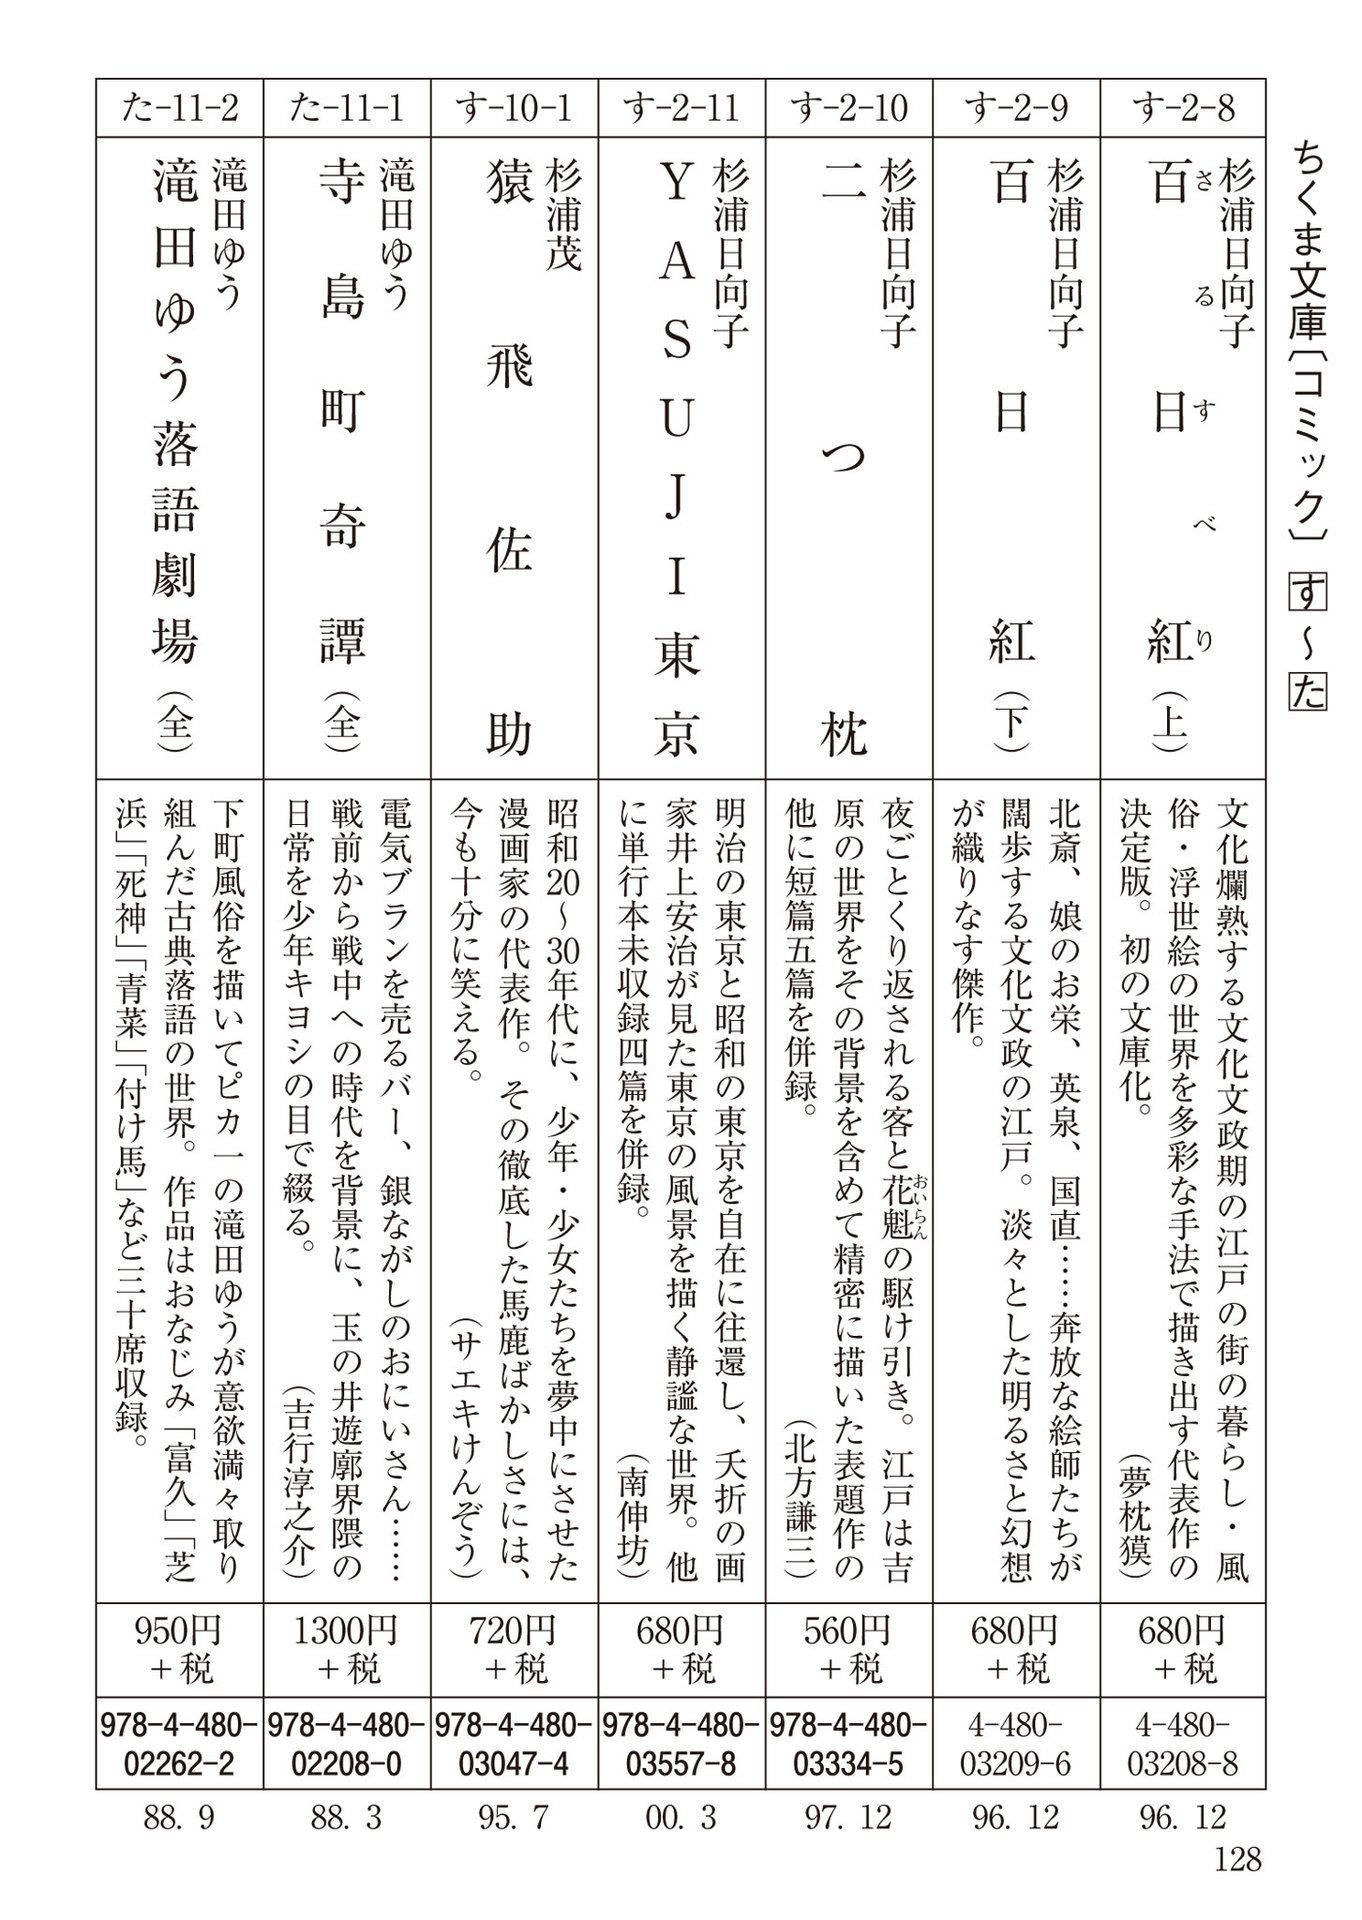 ちくま文庫〔コミック〕す〜た
す-2-8
杉浦日向子
さるすべり
百日紅(上)
文化爛熟する文化文政期の江戸の街の暮らし・風
俗・浮世絵の世界を多彩な手法で描き出す代表作の
決定版。初の文庫化。(夢枕獏)
680円
+税
4-480-
03208-8
96. 12
す-2-9
杉浦日向子
百日紅(下)
北斎、娘のお栄、英泉、国直……奔放な絵師たちが
闊歩する文化文政の江戸。淡々とした明るさと幻想
が織りなす傑作。
680円
+税
4-480-
03209-6
96. 12
す-2-10
杉浦日向子
二つ枕
夜ごとくり返される客と花魁の駆け引き。江戸は吉
おいらん
原の世界をその背景を含めて精密に描いた表題作の
他に短篇五篇を併録。(北方謙三)
560円
+税
978-4-480-
03334-5
97. 12
す-2-11
杉浦日向子
YASUJI東京
明治の東京と昭和の東京を自在に往還し、夭折の画
家井上安治が見た東京の風景を描く静謐な世界。他
に単行本未収録四篇を併録。(南伸坊)
680円
+税
978-4-480-
03557-8
00. 3
す-10-1
杉浦茂
猿飛佐助
昭和20〜30年代に、少年・少女たちを夢中にさせた
漫画家の代表作。その徹底した馬鹿ばかしさには、
今も十分に笑える。(サエキけんぞう)
720円
+税
978-4-480-
03047-4
95. 7
た-11-1
滝田ゆう
寺島町奇譚(全)
電気ブランを売るバー、銀ながしのおにいさん……
戦前から戦中への時代を背景に、玉の井遊廓界隈の
日常を少年キヨシの目で綴る。(吉行淳之介)
1300円
+税
978-4-480-
02208-0
88. 3
た-11-2
滝田ゆう
滝田ゆう落語劇場(全)
下町風俗を描いてピカ一の滝田ゆうが意欲満々取り
組んだ古典落語の世界。作品はおなじみ「富久」「芝
浜」「死神」「青菜」「付け馬」など三十席収録。
950円
+税
978-4-480-
02262-2
88. 9
128